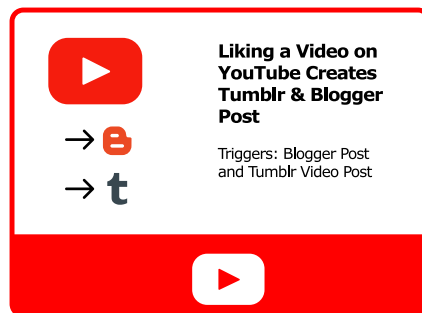 Liking a Video on
YouTube Creates
Tumblr & Blogger
Post
Triggers: Blogger Post
and Tumblr Video Post
t